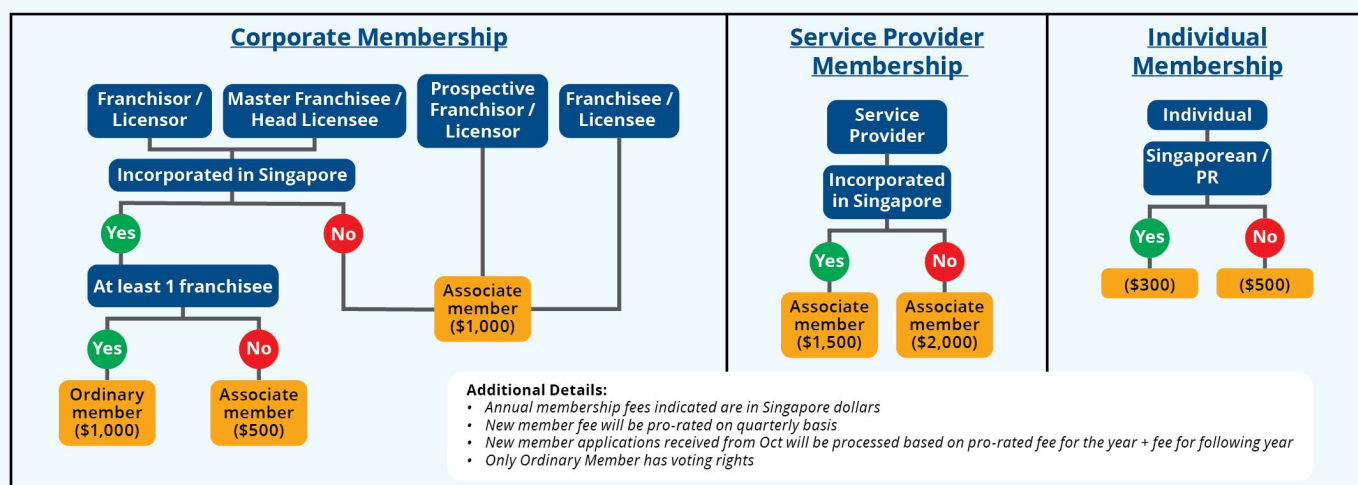 Corporate Membership
Franchisor /
Licensor
Master Franchisee /
Head Licensee
Prospective
Franchisor /
Licensor
Franchisee /
Licensee
Incorporated in Singapore
Yes
No
At least 1 franchisee
Yes
No
Ordinary
member
($1,000)
Associate
member
($500)
Associate
member
($1,000)
Service Provider
Membership
Service
Provider
Incorporated
in Singapore
Yes
No
Associate
member
($1,500)
Associate
member
($2,000)
Individual
Membership
Individual
Singaporean /
PR
Yes
No
($300)
($500)
Additional Details:
• Annual membership fees indicated are in Singapore dollars
• New member fee will be pro-rated on quarterly basis
• New member applications received from Oct will be processed based on pro-rated fee for the year + fee for following year
• Only Ordinary Member has voting rights